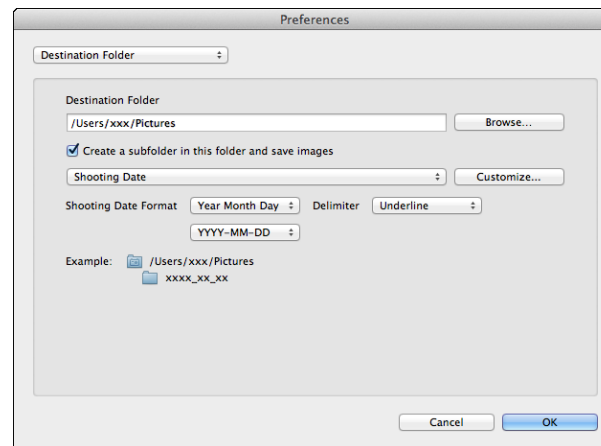 Preferences
Destination Folder
Destination Folder
/Users/xxx/Pictures
Browse...
Create a subfolder in this folder and save images
Shooting Date
Customize...
Shooting Date Format
Year Month Day
Delimiter
Underline
YYYY-MM-DD
Example:
/Users/xxx/Pictures
xxxx_xx_xx
Cancel
OK